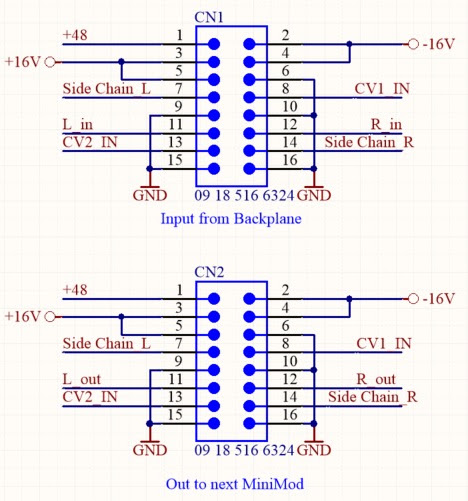 CN1
+48 1 2
+16V 3 4 -16V
5 6
Side Chain_L 7 8 CV1_IN
9 10
L_in 11 12 R_in
CV2_IN 13 14 Side Chain_R
15 16
GND 09 18 516 6324 GND
Input from Backplane
CN2
+48 1 2
+16V 3 4 -16V
5 6
Side Chain_L 7 8 CV1_IN
9 10
L_out 11 12 R_out
CV2_IN 13 14 Side Chain_R
15 16
GND 09 18 516 6324 GND
Out to next MiniMod